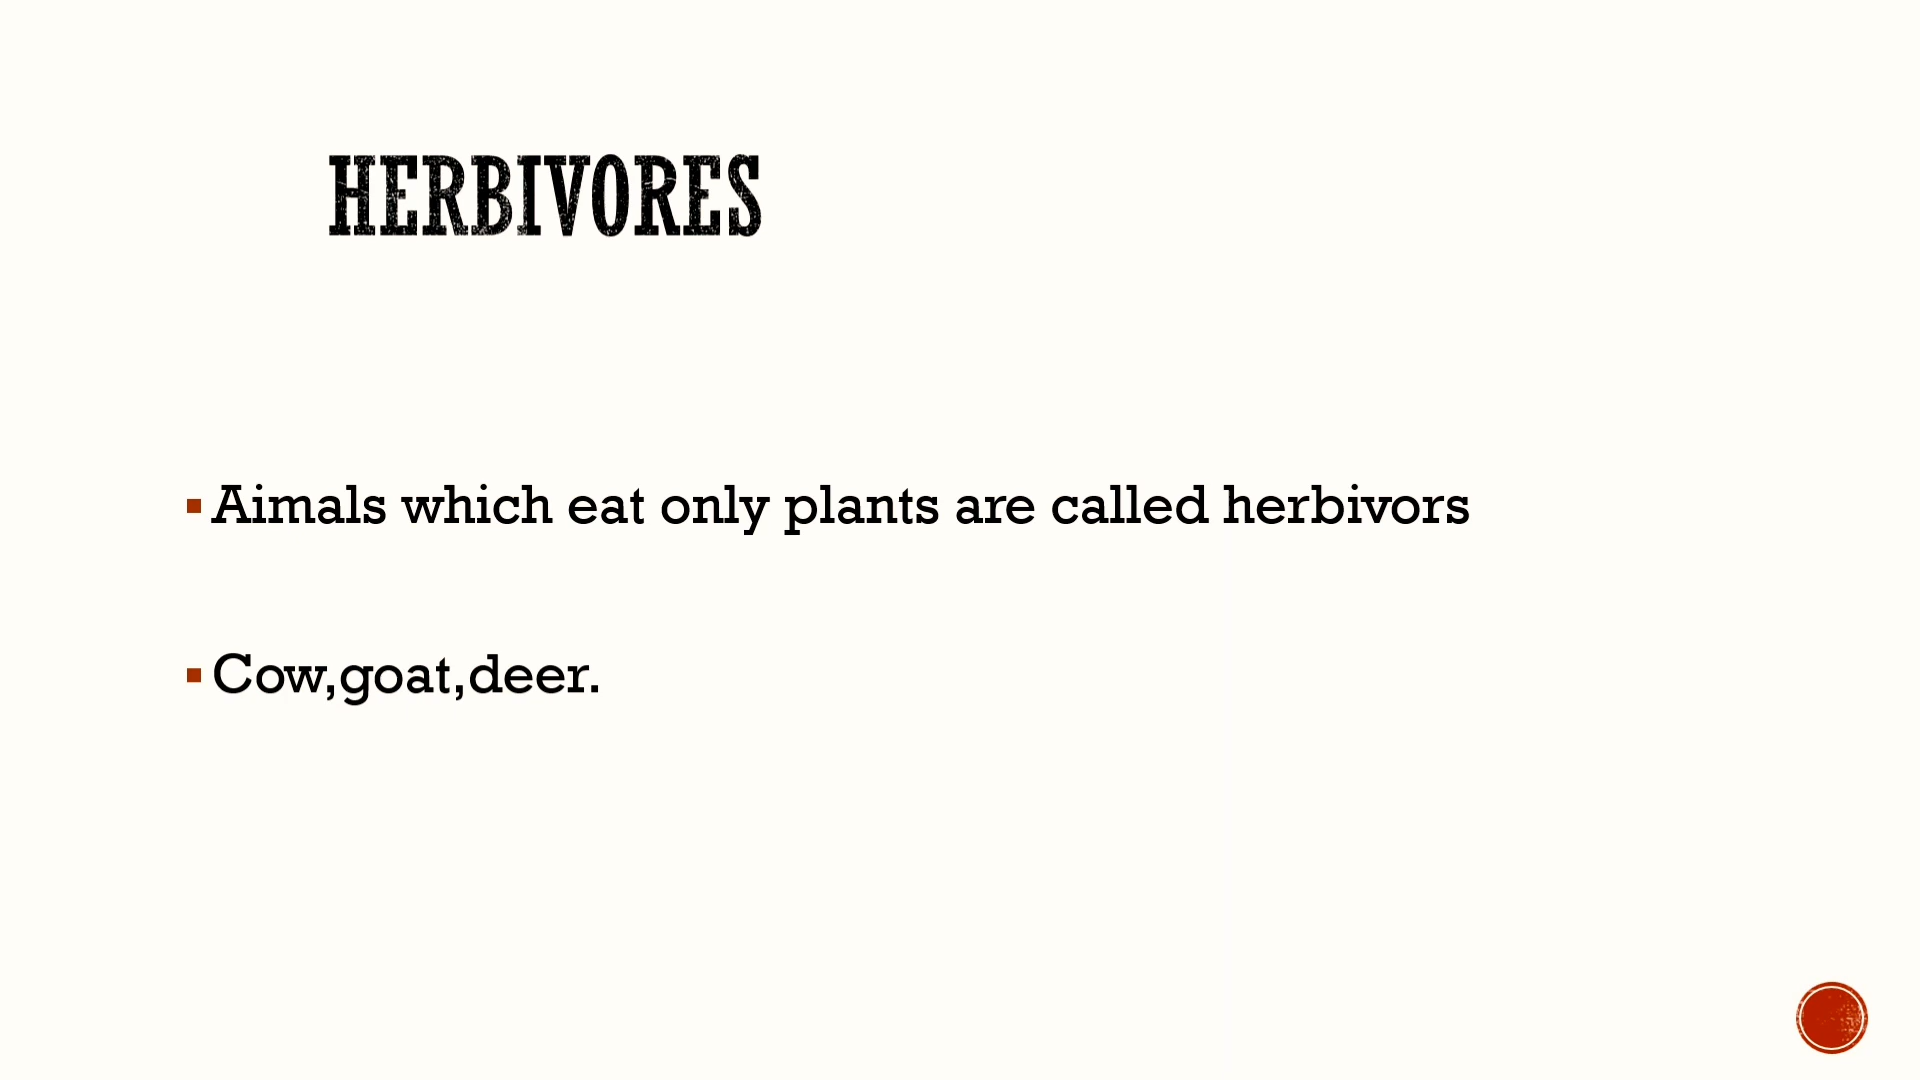 HERBIVORES
▪Aimals which eat only plants are called herbivors
▪Cow,goat,deer.